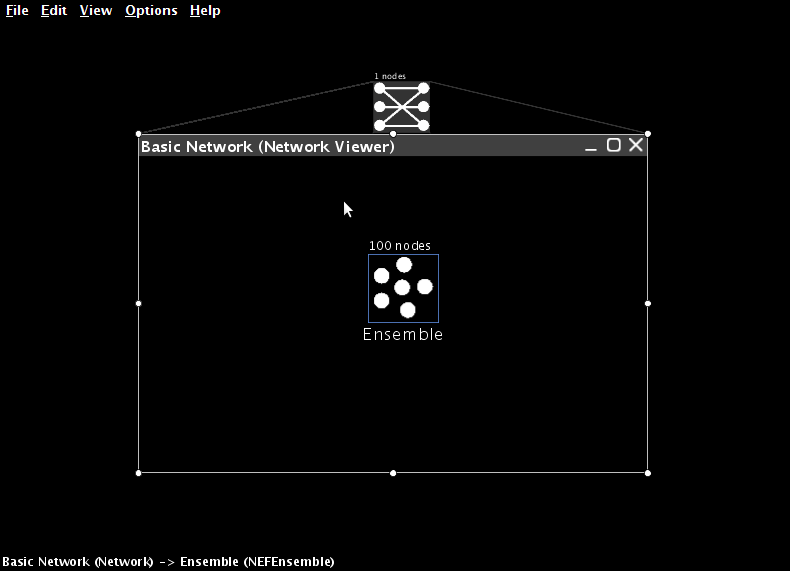 File Edit View Options Help
1 nodes
Basic Network (Network Viewer)
100 nodes
Ensemble
Basic Network (Network) -> Ensemble (NEFEnsemble)